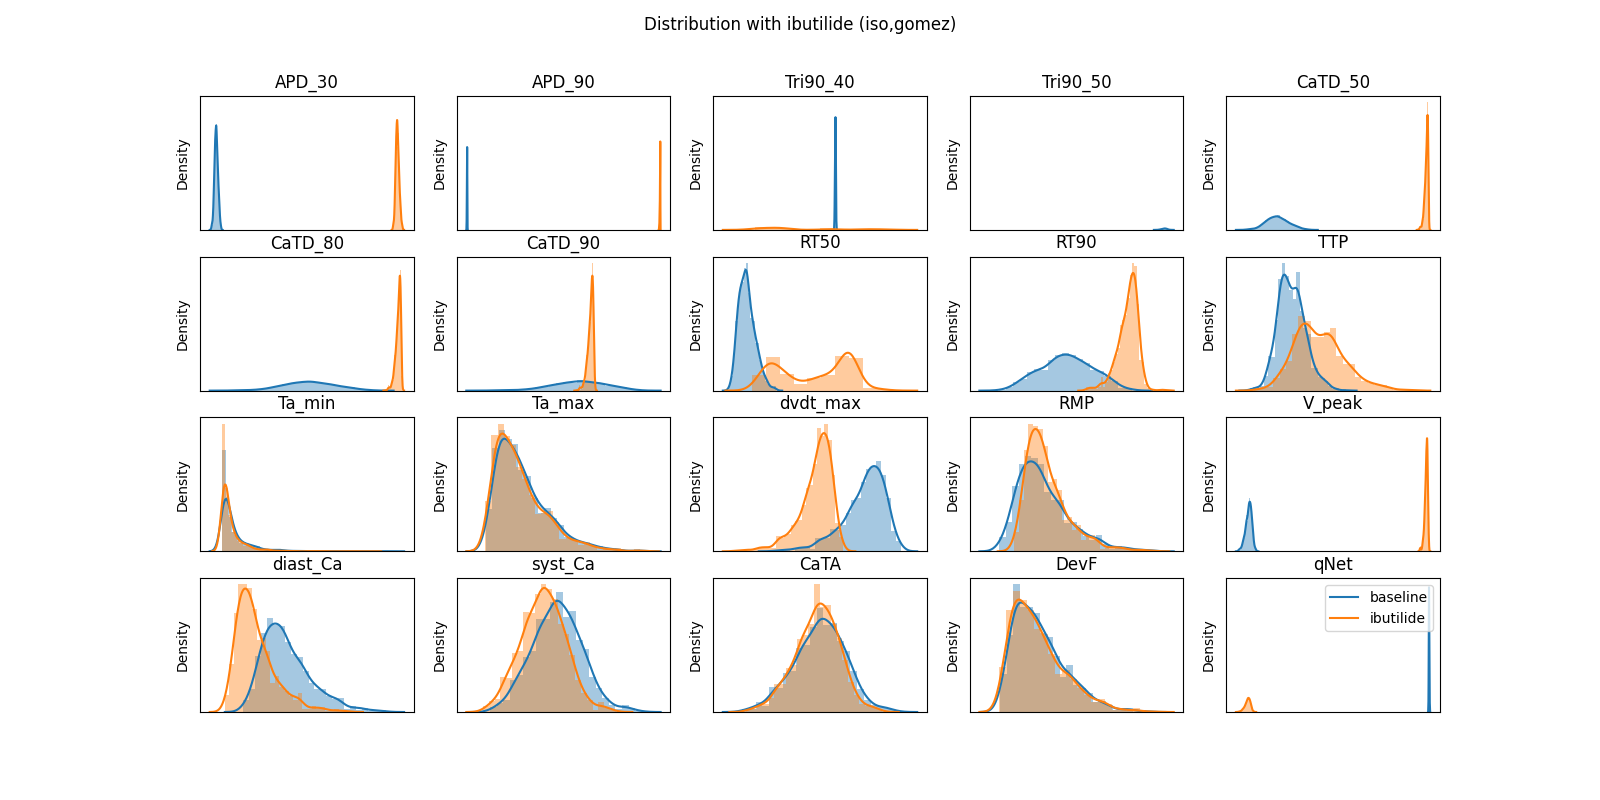 Distribution with ibutilide (iso,gomez)
APD_30
APD_90
Tri90_40
Tri90_50
CaTD_50
Density
Density
Density
Density
Density
CaTD_80
CaTD_90
RT50
RT90
TTP
Density
Density
Density
Density
Density
Ta_min
Ta_max
dvdt_max
RMP
V_peak
Density
Density
Density
Density
Density
diast_Ca
syst_Ca
CaTA
DevF
qNet
Density
Density
Density
Density
Density
baseline
ibutilide